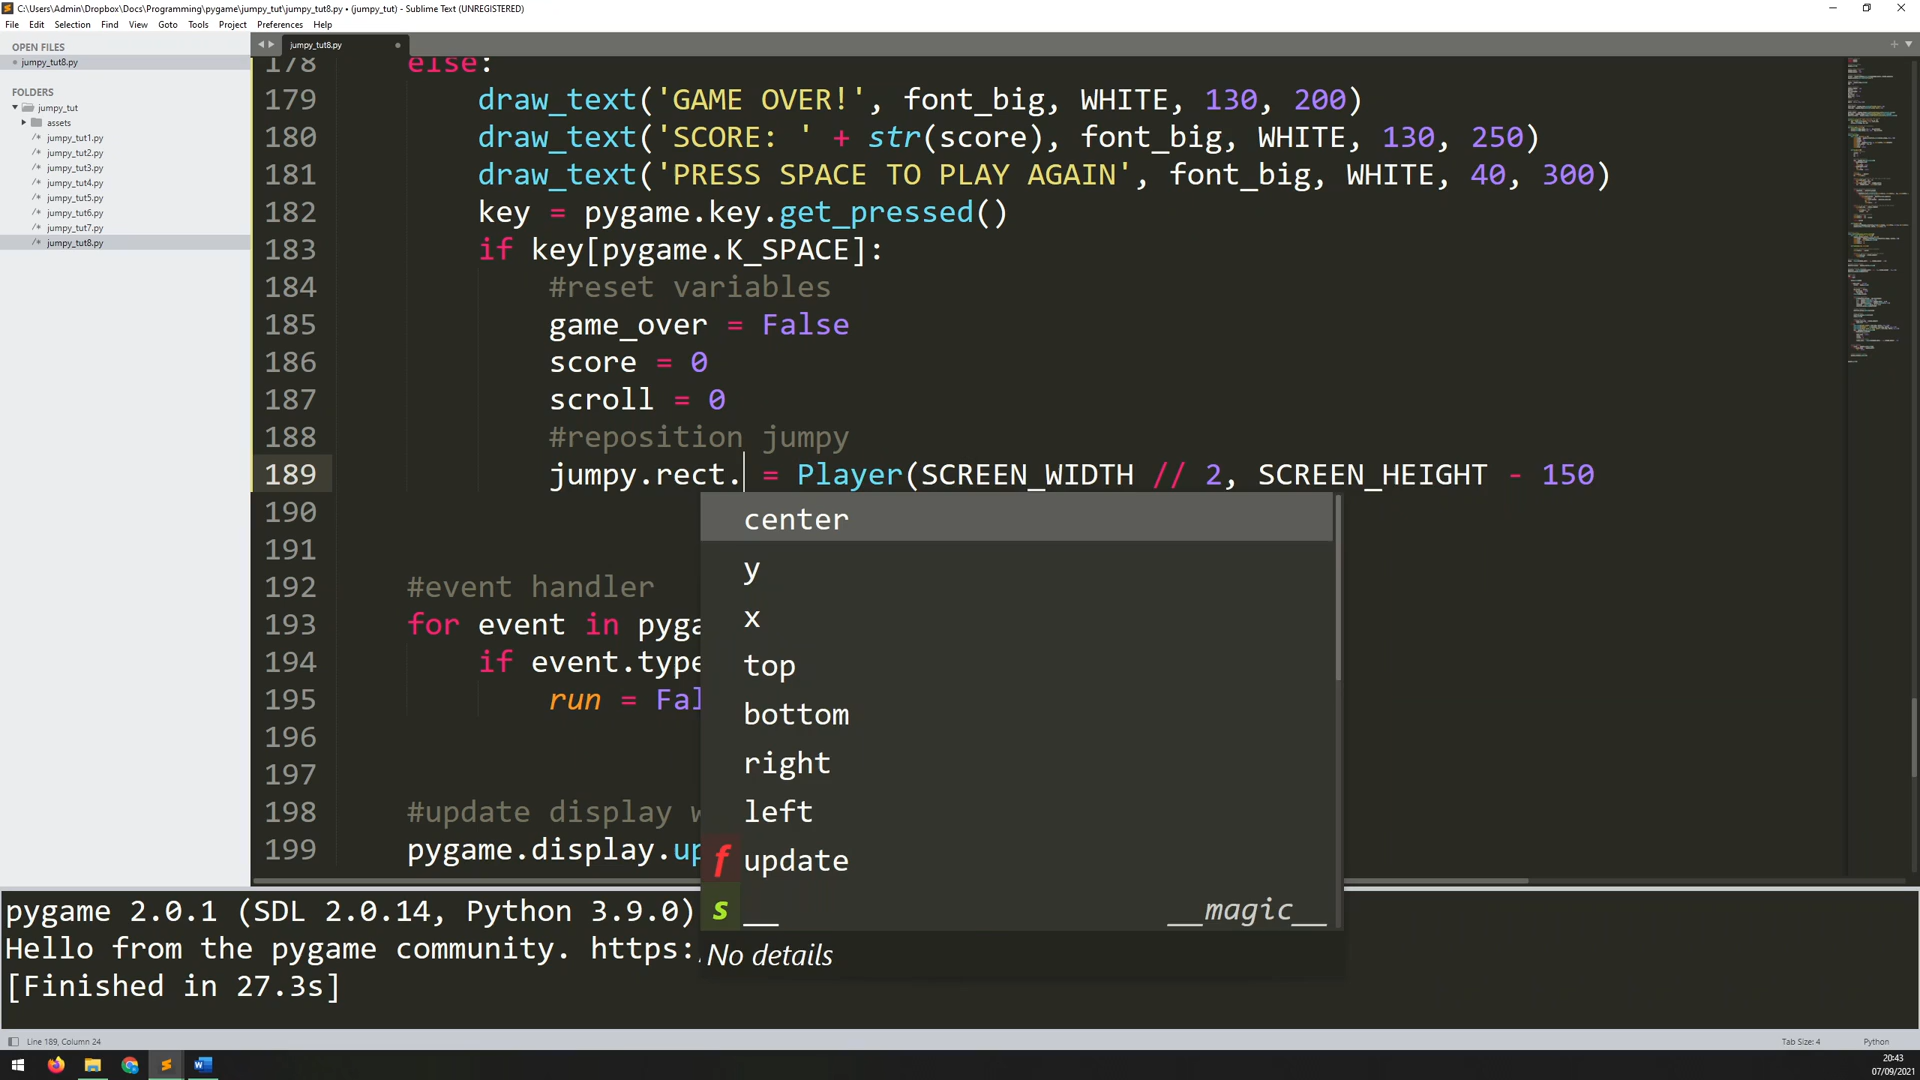 C:\Users\Admin\Dropbox\Docs\Programming\pygame\jumpy_tut\jumpy_tut8.py • (jumpy_tut) - Sublime Text (UNREGISTERED)
File Edit Selection Find View Goto Tools Project Preferences Help
OPEN FILES
jumpy_tut8.py
FOLDERS
jumpy_tut
assets
jumpy_tut1.py
jumpy_tut2.py
jumpy_tut3.py
jumpy_tut4.py
jumpy_tut5.py
jumpy_tut6.py
jumpy_tut7.py
jumpy_tut8.py
jumpy_tut8.py
178 else:
179 draw_text('GAME OVER!', font_big, WHITE, 130, 200)
180 draw_text('SCORE: ' + str(score), font_big, WHITE, 130, 250)
181 draw_text('PRESS SPACE TO PLAY AGAIN', font_big, WHITE, 40, 300)
182 key = pygame.key.get_pressed()
183 if key[pygame.K_SPACE]:
184 #reset variables
185 game_over = False
186 score = 0
187 scroll = 0
188 #reposition jumpy
189 jumpy.rect. = Player(SCREEN_WIDTH // 2, SCREEN_HEIGHT - 150
190
191
192 #event handler
193 for event in pyga
194 if event.type
195 run = Fal
196
197
198 #update display w
199 pygame.display.up
center
y
x
top
bottom
right
left
f update
s __ __magic__
No details
pygame 2.0.1 (SDL 2.0.14, Python 3.9.0)
Hello from the pygame community. https:
[Finished in 27.3s]
Line 189, Column 24
Tab Size: 4
Python
20:43
07/09/2021